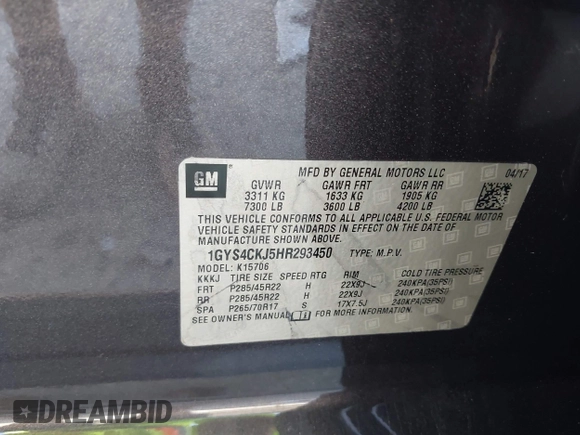 GM
MFD BY GENERAL MOTORS LLC 04/17
GVWR GAWR FRT GAWR RR
3311 KG 1633 KG 1905 KG
7300 LB 3600 LB 4200 LB
THIS VEHICLE CONFORMS TO ALL APPLICABLE U.S. FEDERAL MOTOR
VEHICLE SAFETY STANDARDS IN EFFECT ON THE DATE OF
MANUFACTURE SHOWN ABOVE.
1GYS4CKJ5HR293450 TYPE: M.P.V.
MODEL: K15706
KKKJ TIRE SIZE SPEED RTG RIM COLD TIRE PRESSURE
FRT P285/45R22 H 22X9J 240KPA(35PSI)
RR P285/45R22 H 22X9J 240KPA(35PSI)
SPA P265/70R17 S 17X7.5J 240KPA(35PSI)
SEE OWNER'S MANUAL FOR MORE INFORMATION.
DREAMBID